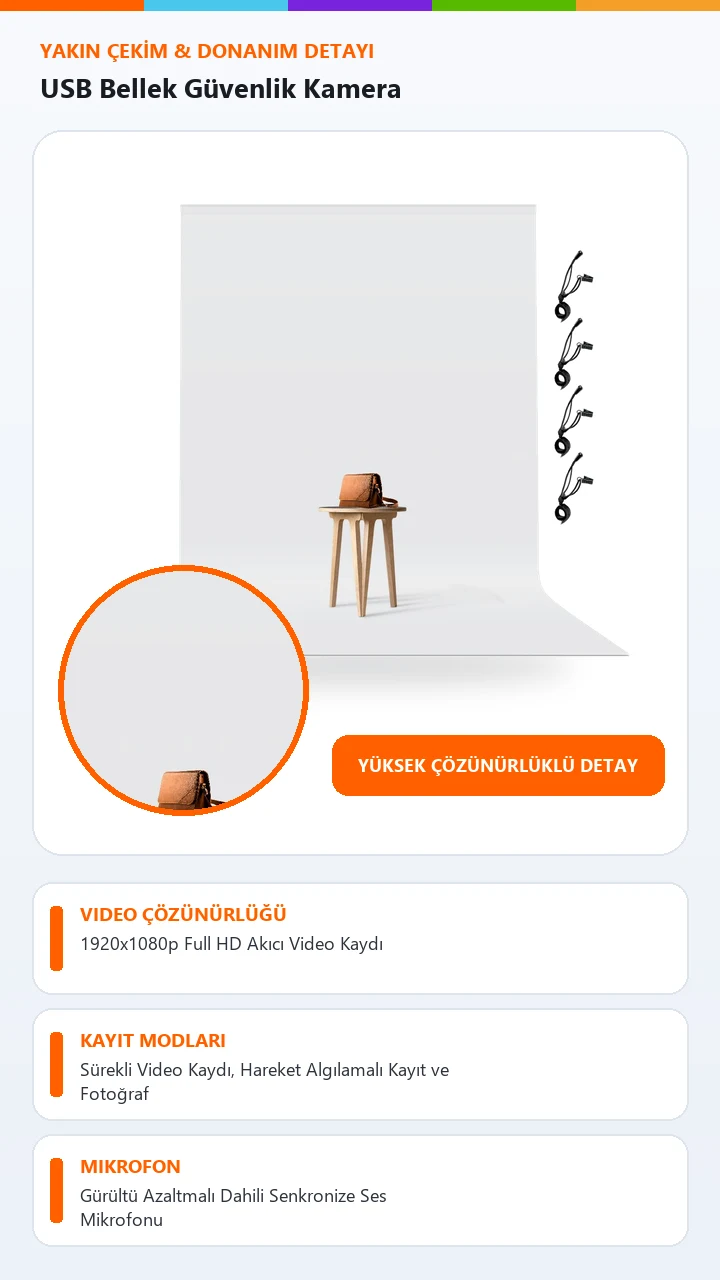 YAKIN ÇEKİM & DONANIM DETAYI
USB Bellek Güvenlik Kamera
YÜKSEK ÇÖZÜNÜRLÜKLÜ DETAY
VIDEO ÇÖZÜNÜRLÜĞÜ
1920x1080p Full HD Akıcı Video Kaydı
KAYIT MODLARI
Sürekli Video Kaydı, Hareket Algılamalı Kayıt ve
Fotoğraf
MIKROFON
Gürültü Azaltmalı Dahili Senkronize Ses
Mikrofonu